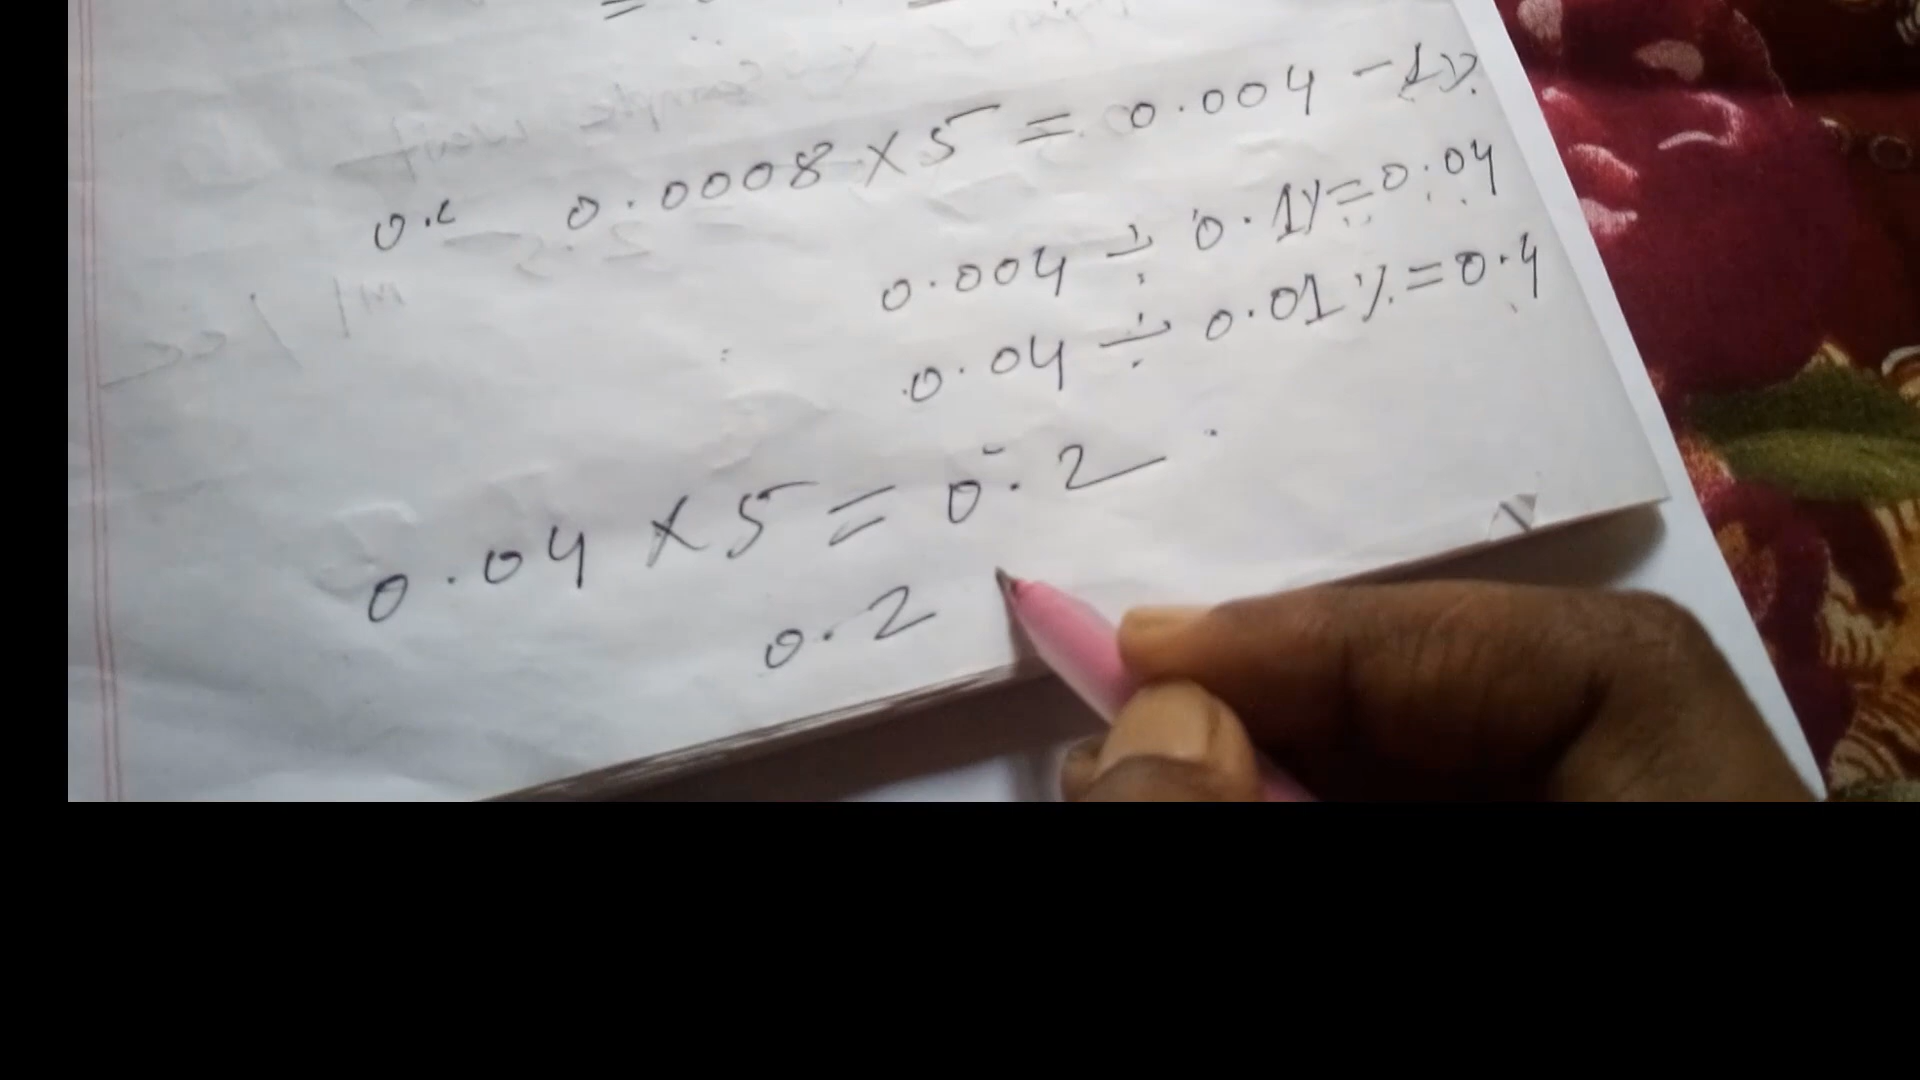 0.0008 × 5 = 0.004 - 1%
0.004 ÷ 0.1% = 0.04
0.04 ÷ 0.01% = 0.4
0.04 × 5 = 0.2
0.2